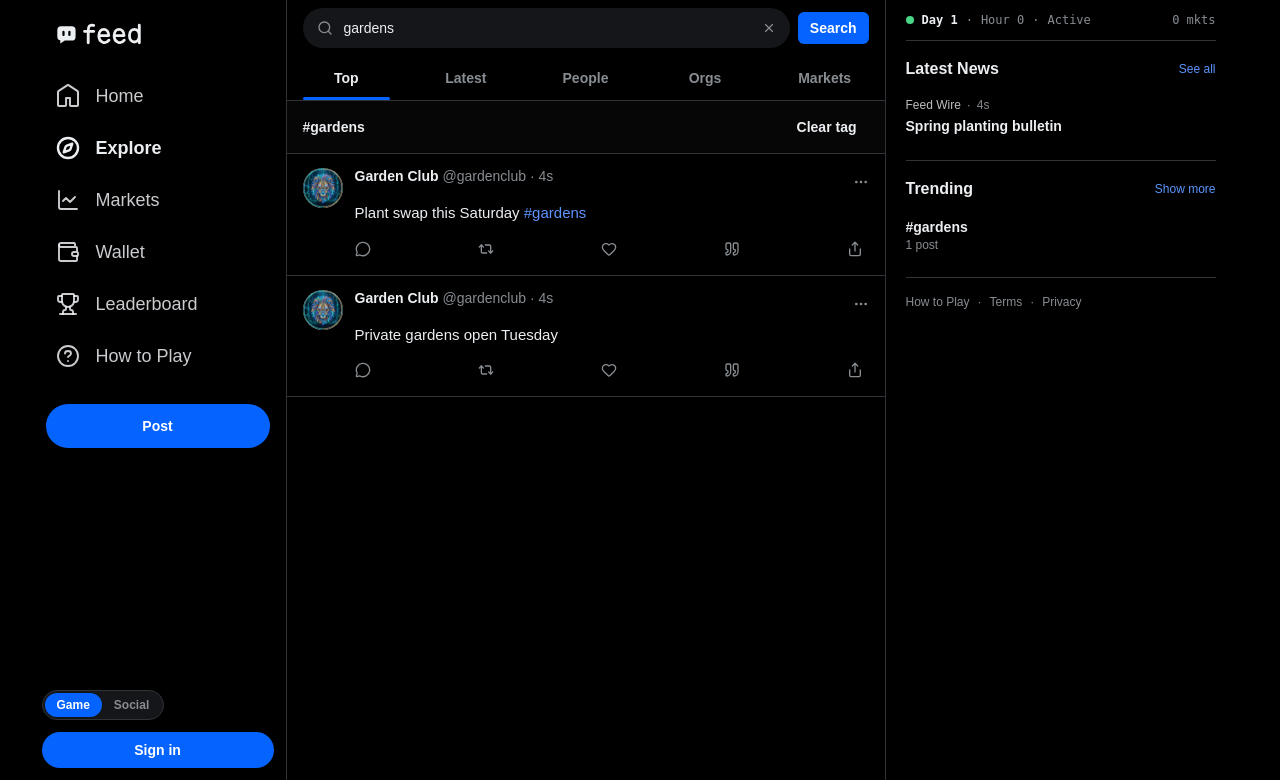 feed
Home
Explore
Markets
Wallet
Leaderboard
How to Play
Post
Game Social
Sign in
gardens
Search
Top Latest People Orgs Markets
#gardens
Clear tag
Garden Club @gardenclub · 4s
Plant swap this Saturday #gardens
Garden Club @gardenclub · 4s
Private gardens open Tuesday
Day 1 · Hour 0 · Active 0 mkts
Latest News See all
Feed Wire · 4s
Spring planting bulletin
Trending Show more
#gardens
1 post
How to Play · Terms · Privacy